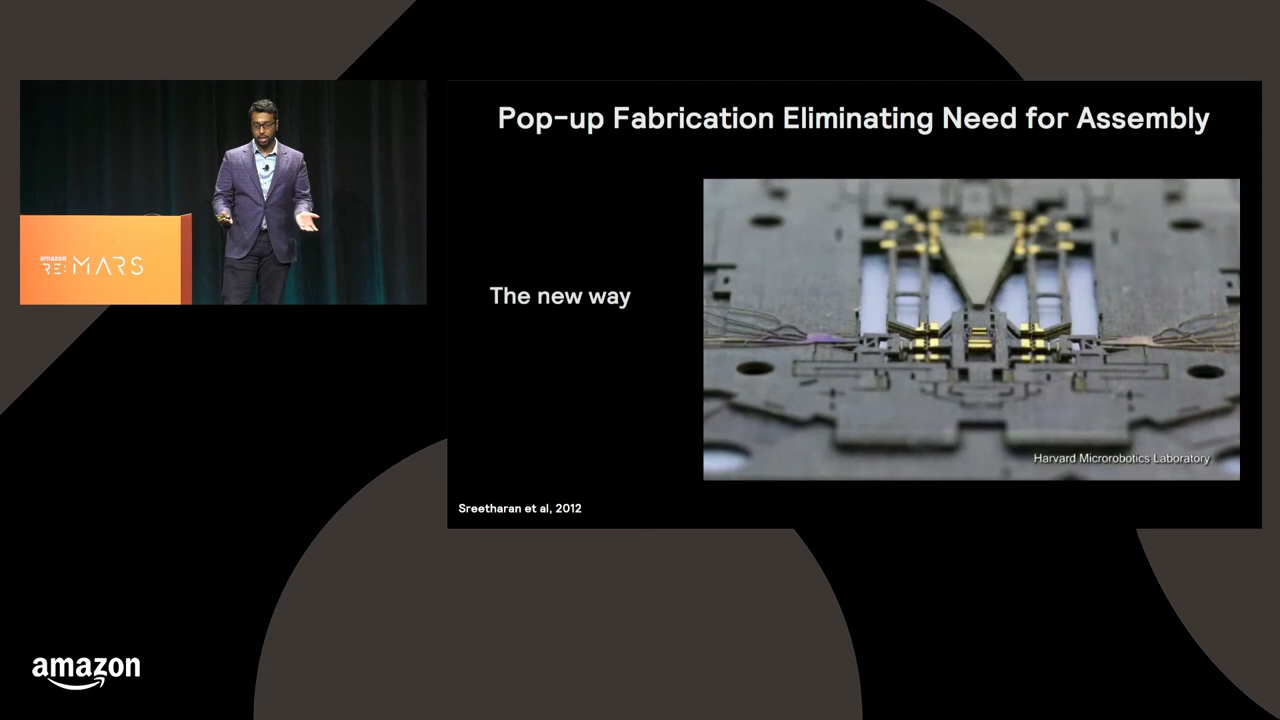 Pop-up Fabrication Eliminating Need for Assembly
amazon
RE:MARS
The new way
Harvard Microrobotics Laboratory
Sreetharan et al, 2012
amazon